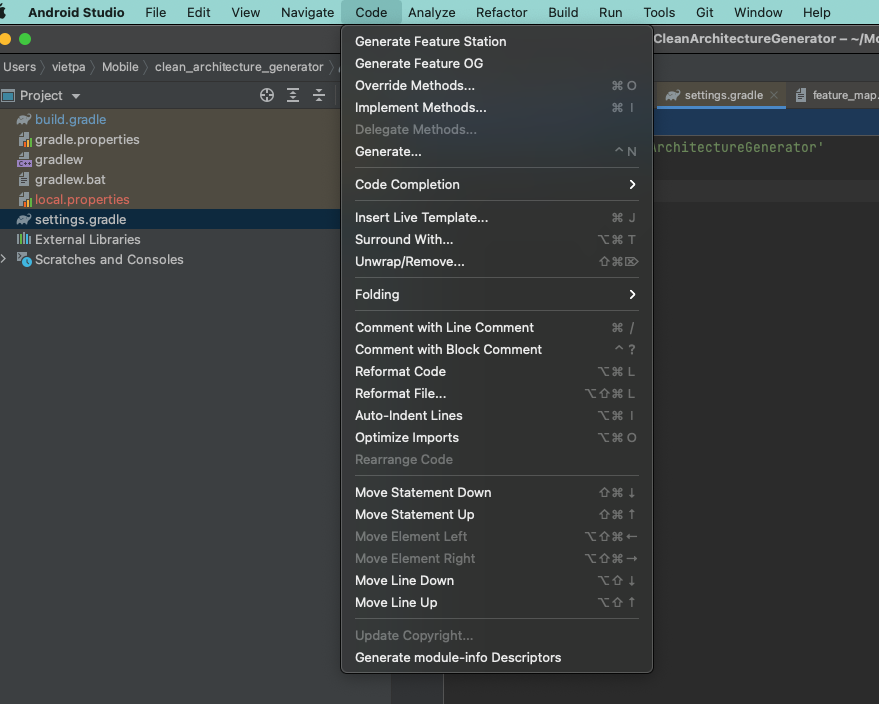 Android Studio File Edit View Navigate Code Analyze Refactor Build Run Tools Git Window Help
CleanArchitectureGenerator – ~/Mo
Users vietpa Mobile clean_architecture_generator
Project
settings.gradle feature_map.
build.gradle
gradle.properties
gradlew
gradlew.bat
local.properties
settings.gradle
External Libraries
Scratches and Consoles
Generate Feature Station
Generate Feature OG
Override Methods... ⌘ O
Implement Methods... ⌘ I
Delegate Methods...
Generate... ^ N
Code Completion
Insert Live Template... ⌘ J
Surround With... ⌥⌘ T
Unwrap/Remove... ⇧⌘⌦
Folding
Comment with Line Comment ⌘ /
Comment with Block Comment ^ ?
Reformat Code ⌥⌘ L
Reformat File... ⌥⇧⌘ L
Auto-Indent Lines ⌥⌘ I
Optimize Imports ⌥⌘ O
Rearrange Code
Move Statement Down ⇧⌘ ↓
Move Statement Up ⇧⌘ ↑
Move Element Left ⌥⇧⌘ ←
Move Element Right ⌥⇧⌘ →
Move Line Down ⌥⇧ ↓
Move Line Up ⌥⇧ ↑
Update Copyright...
Generate module-info Descriptors
rchitectureGenerator'